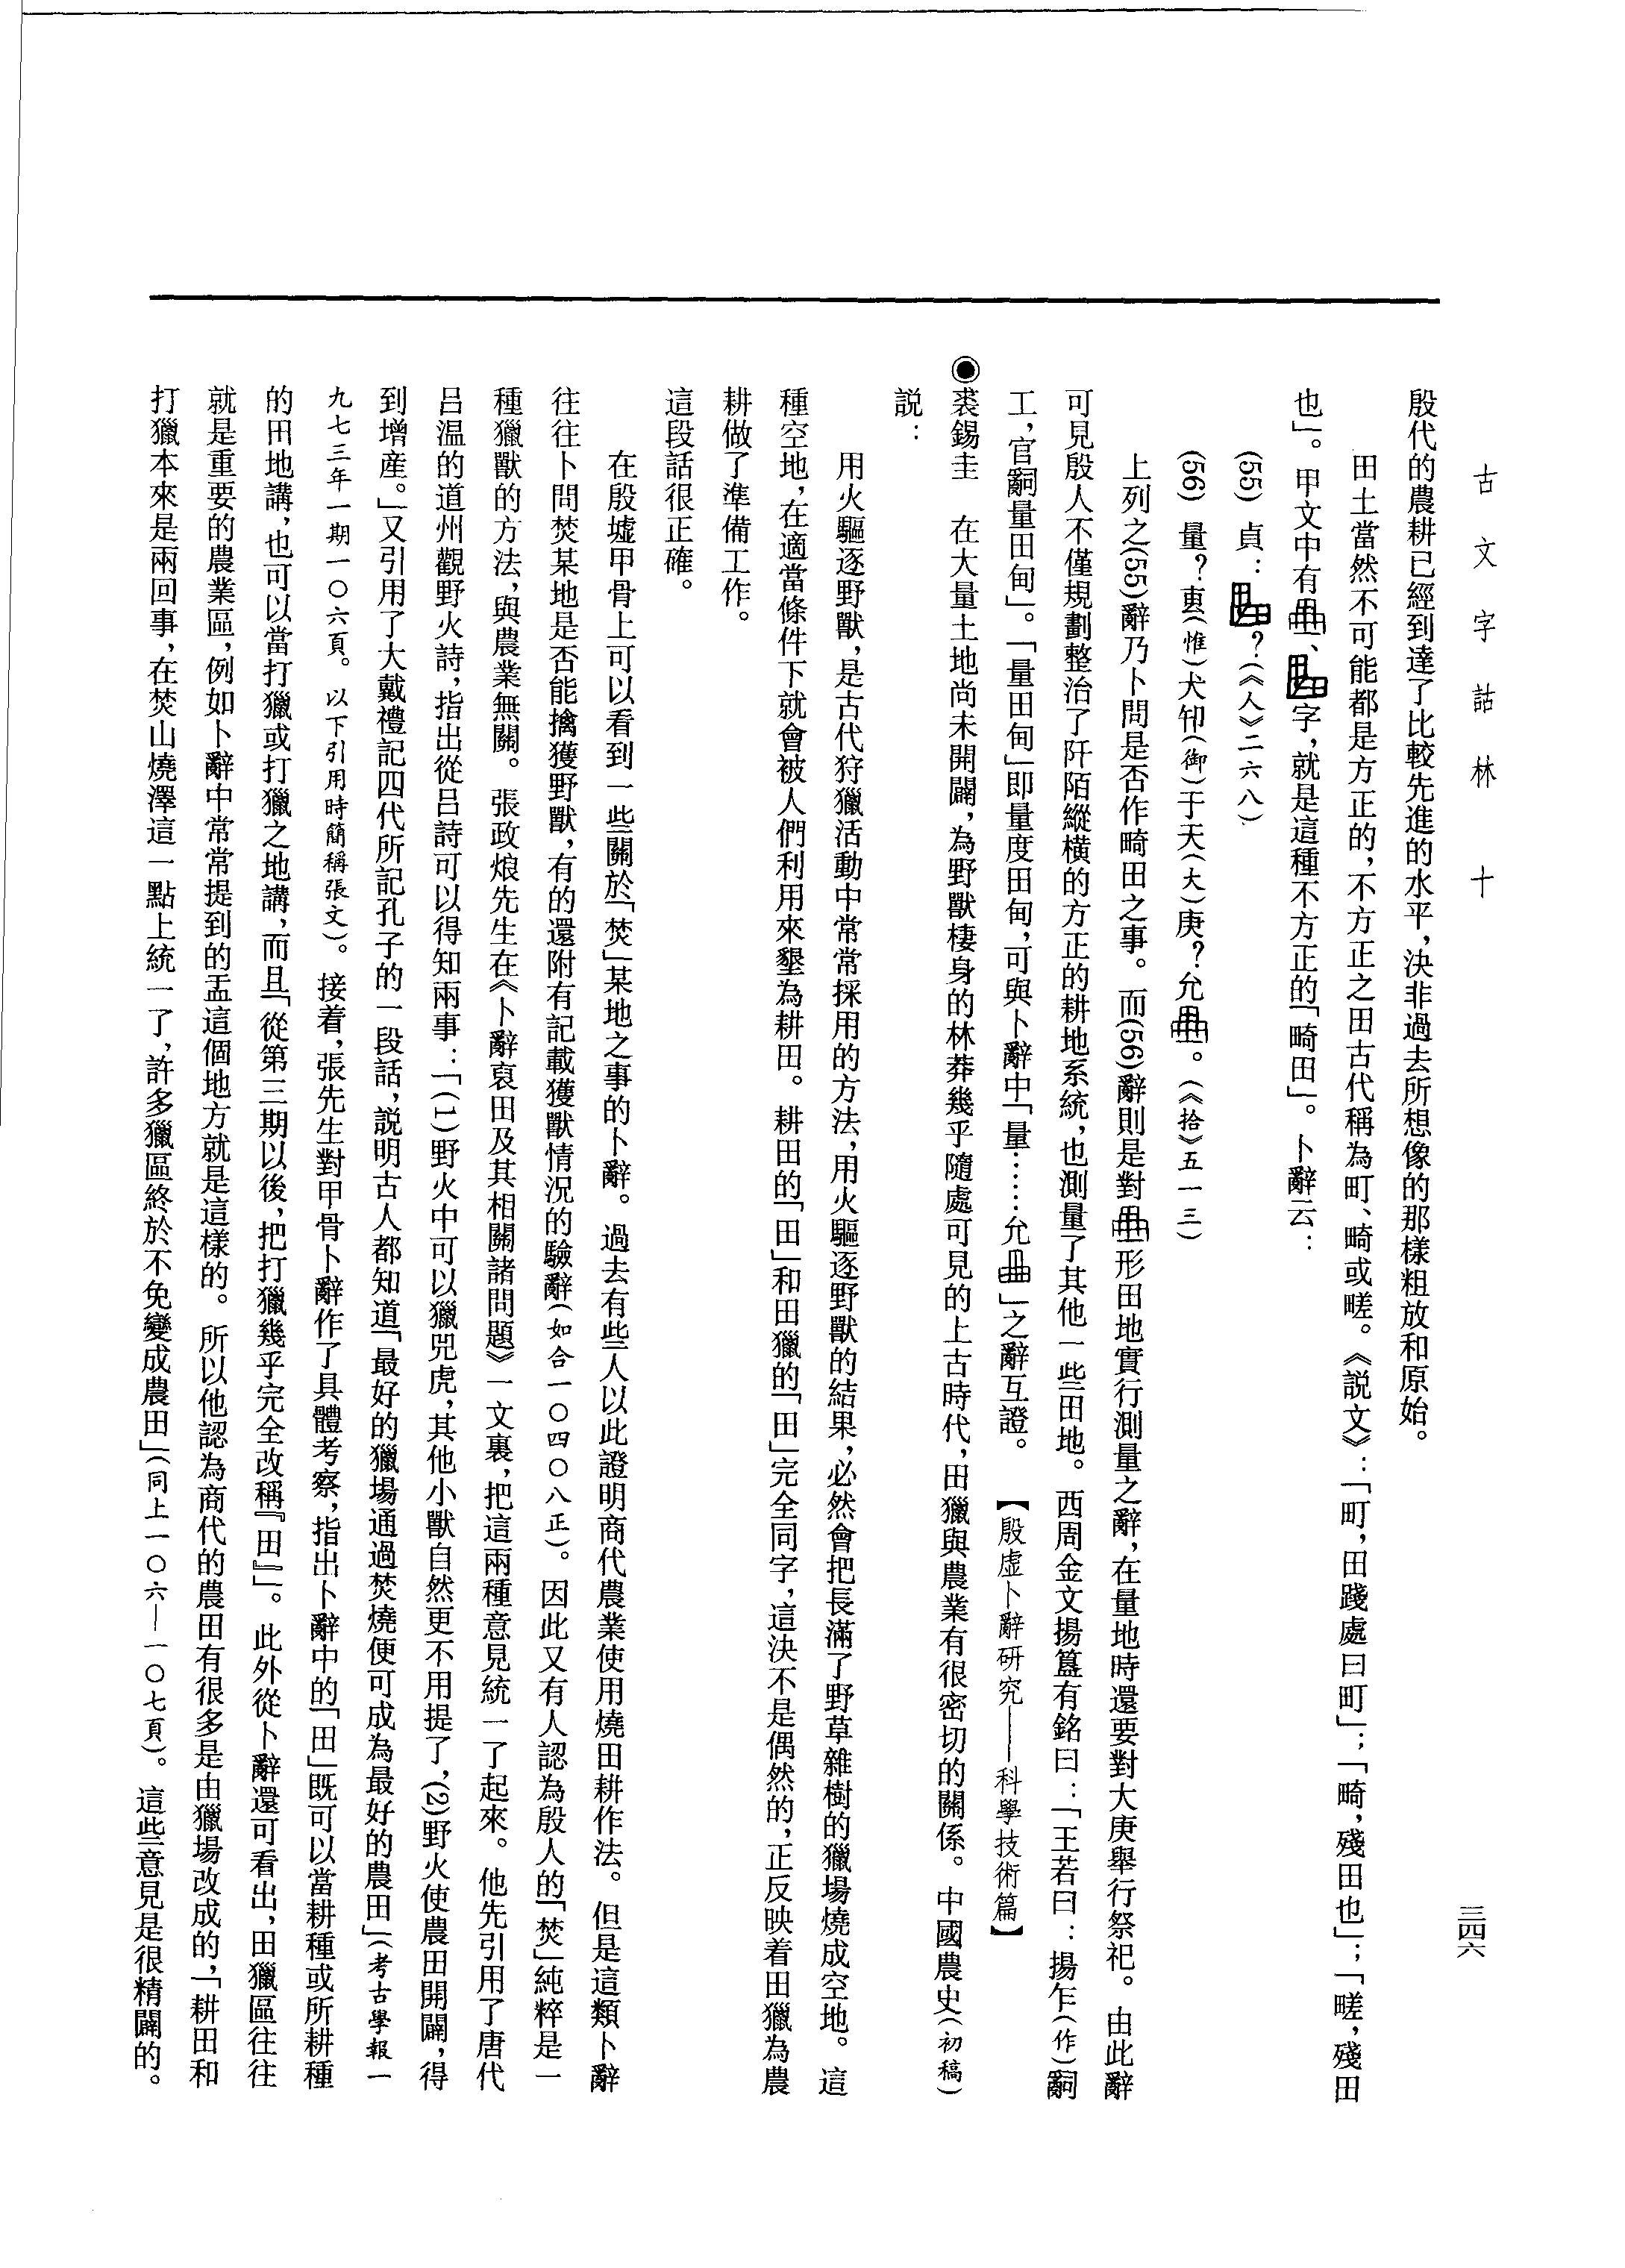 古文字詁林 十
三四六
殷代的農耕已經到達了比較先進的水平，決非過去所想像的那樣粗放和原始。
田土當然不可能都是方正的，不方正之田古代稱為町、畸或㽨。《説文》：「町，田踐處曰町」；「畸，殘田也」；「㽨，殘田
也」。甲文中有、字，就是這種不方正的「畸田」。卜辭云：
(55) 貞：？（《人》二六八）
(56) 量？叀（惟）犬卸（御）于天（大）庚？允。（《拾》五一三）
上列之(55)辭乃卜問是否作畸田之事。而(56)辭則是對形田地實行測量之辭，在量地時還要對大庚舉行祭祀。由此辭
可見殷人不僅規劃整治了阡陌縱橫的方正的耕地系統，也測量了其他一些田地。西周金文揚簋有銘曰：「王若曰：揚乍（作）𤔲
工，官𤔲量田甸」。「量田甸」即量度田甸，可與卜辭中「量……允」之辭互證。 【殷虛卜辭研究——科學技術篇】
◉裘錫圭 在大量土地尚未開闢，為野獸棲身的林莽幾乎隨處可見的上古時代，田獵與農業有很密切的關係。中國農史（初稿）
説：
用火驅逐野獸，是古代狩獵活動中常常採用的方法，用火驅逐野獸的結果，必然會把長滿了野草雜樹的獵場燒成空地。這
種空地，在適當條件下就會被人們利用來墾為耕田。耕田的「田」和田獵的「田」完全同字，這決不是偶然的，正反映着田獵為農
耕做了準備工作。
這段話很正確。
在殷墟甲骨上可以看到一些關於「焚」某地之事的卜辭。過去有些人以此證明商代農業使用燒田耕作法。但是這類卜辭
往往卜問焚某地是否能擒獲野獸，有的還附有記載獲獸情況的驗辭（如合一〇四〇八正）。因此又有人認為殷人的「焚」純粹是一
種獵獸的方法，與農業無關。張政烺先生在《卜辭裒田及其相關諸問題》一文裏，把這兩種意見統一了起來。他先引用了唐代
呂温的道州觀野火詩，指出從呂詩可以得知兩事：「(1)野火中可以獵兕虎，其他小獸自然更不用提了，(2)野火使農田開闢，得
到增産。」又引用了大戴禮記四代所記孔子的一段話，説明古人都知道「最好的獵場通過焚燒便可成為最好的農田」（考古學報一
九七三年一期一〇六頁。以下引用時簡稱張文）。接着，張先生對甲骨卜辭作了具體考察，指出卜辭中的「田」既可以當耕種或所耕種
的田地講，也可以當打獵或打獵之地講，而且「從第三期以後，把打獵幾乎完全改稱『田』」。此外從卜辭還可看出，田獵區往往
就是重要的農業區，例如卜辭中常常提到的盂這個地方就是這樣的。所以他認為商代的農田有很多是由獵場改成的，「耕田和
打獵本來是兩回事，在焚山燒澤這一點上統一了，許多獵區終於不免變成農田」（同上一〇六—一〇七頁）。這些意見是很精闢的。